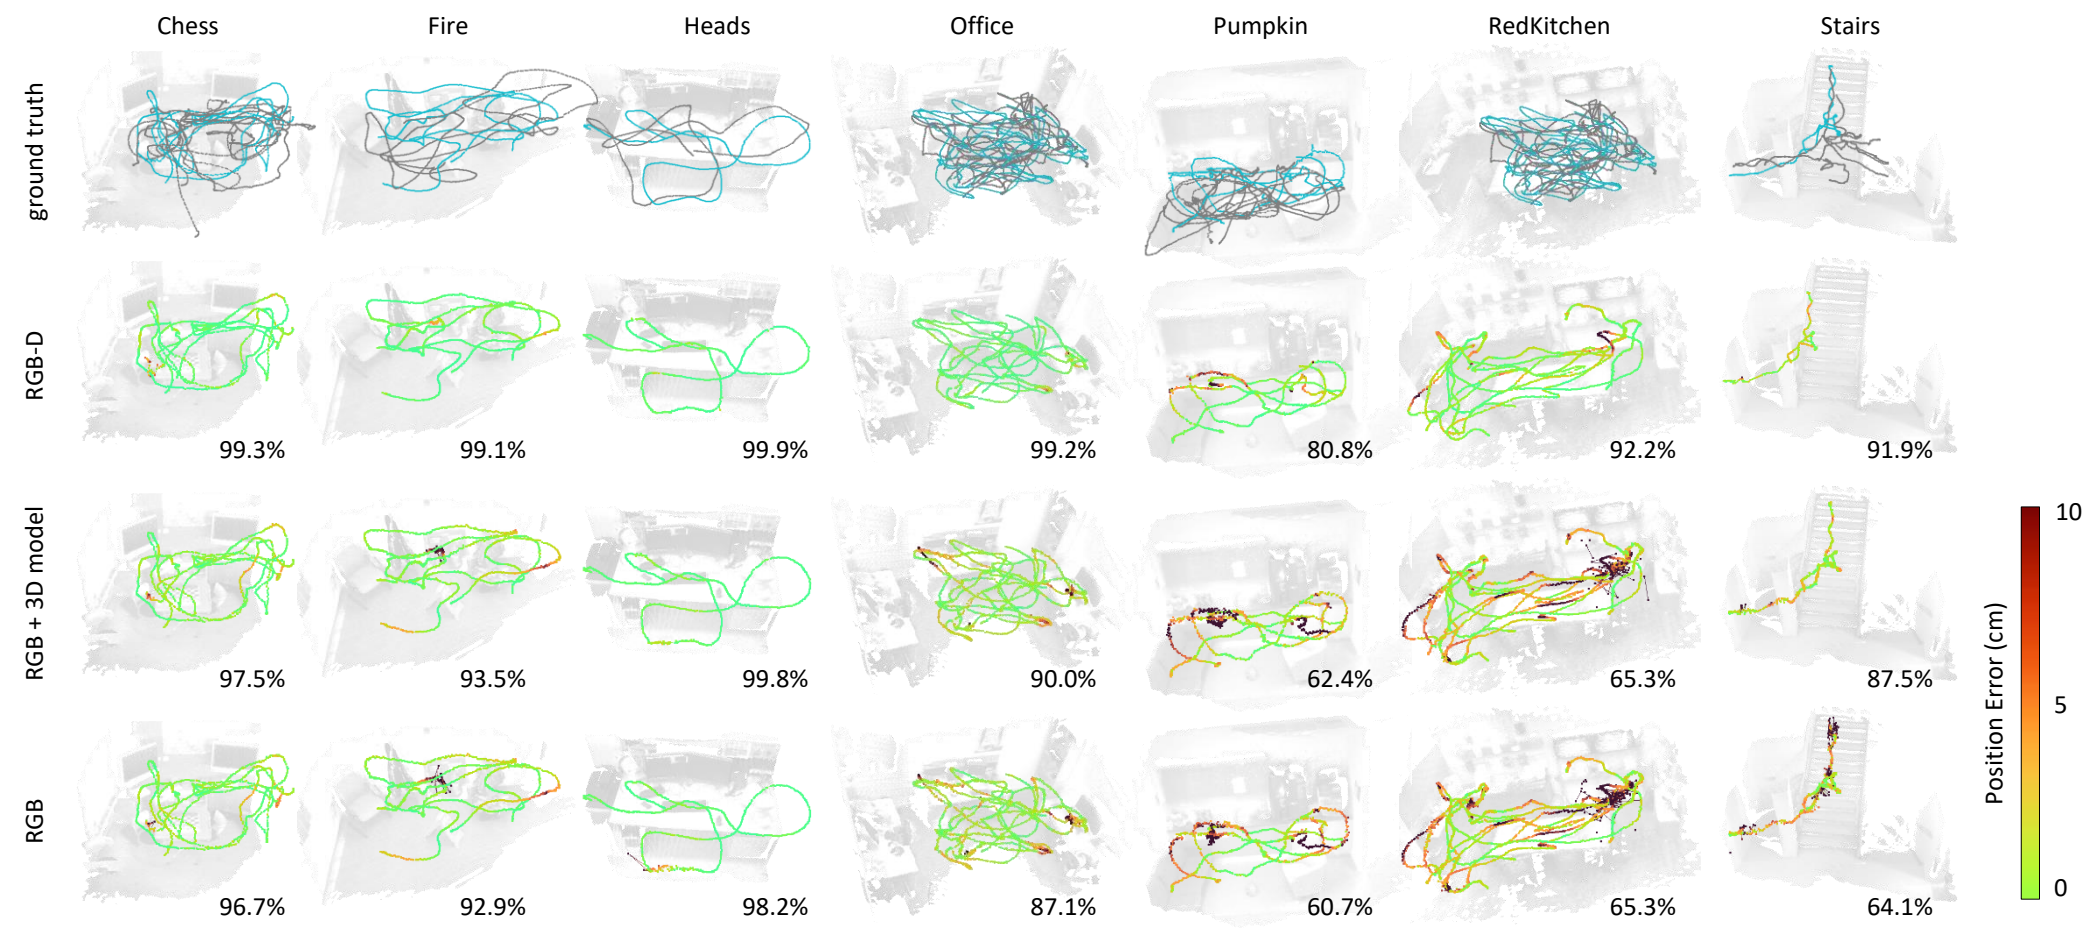 Chess Fire Heads Office Pumpkin RedKitchen Stairs
ground truth
RGB-D
99.3% 99.1% 99.9% 99.2% 80.8% 92.2% 91.9%
RGB + 3D model
97.5% 93.5% 99.8% 90.0% 62.4% 65.3% 87.5%
RGB
96.7% 92.9% 98.2% 87.1% 60.7% 65.3% 64.1%
Position Error (cm)
10
5
0